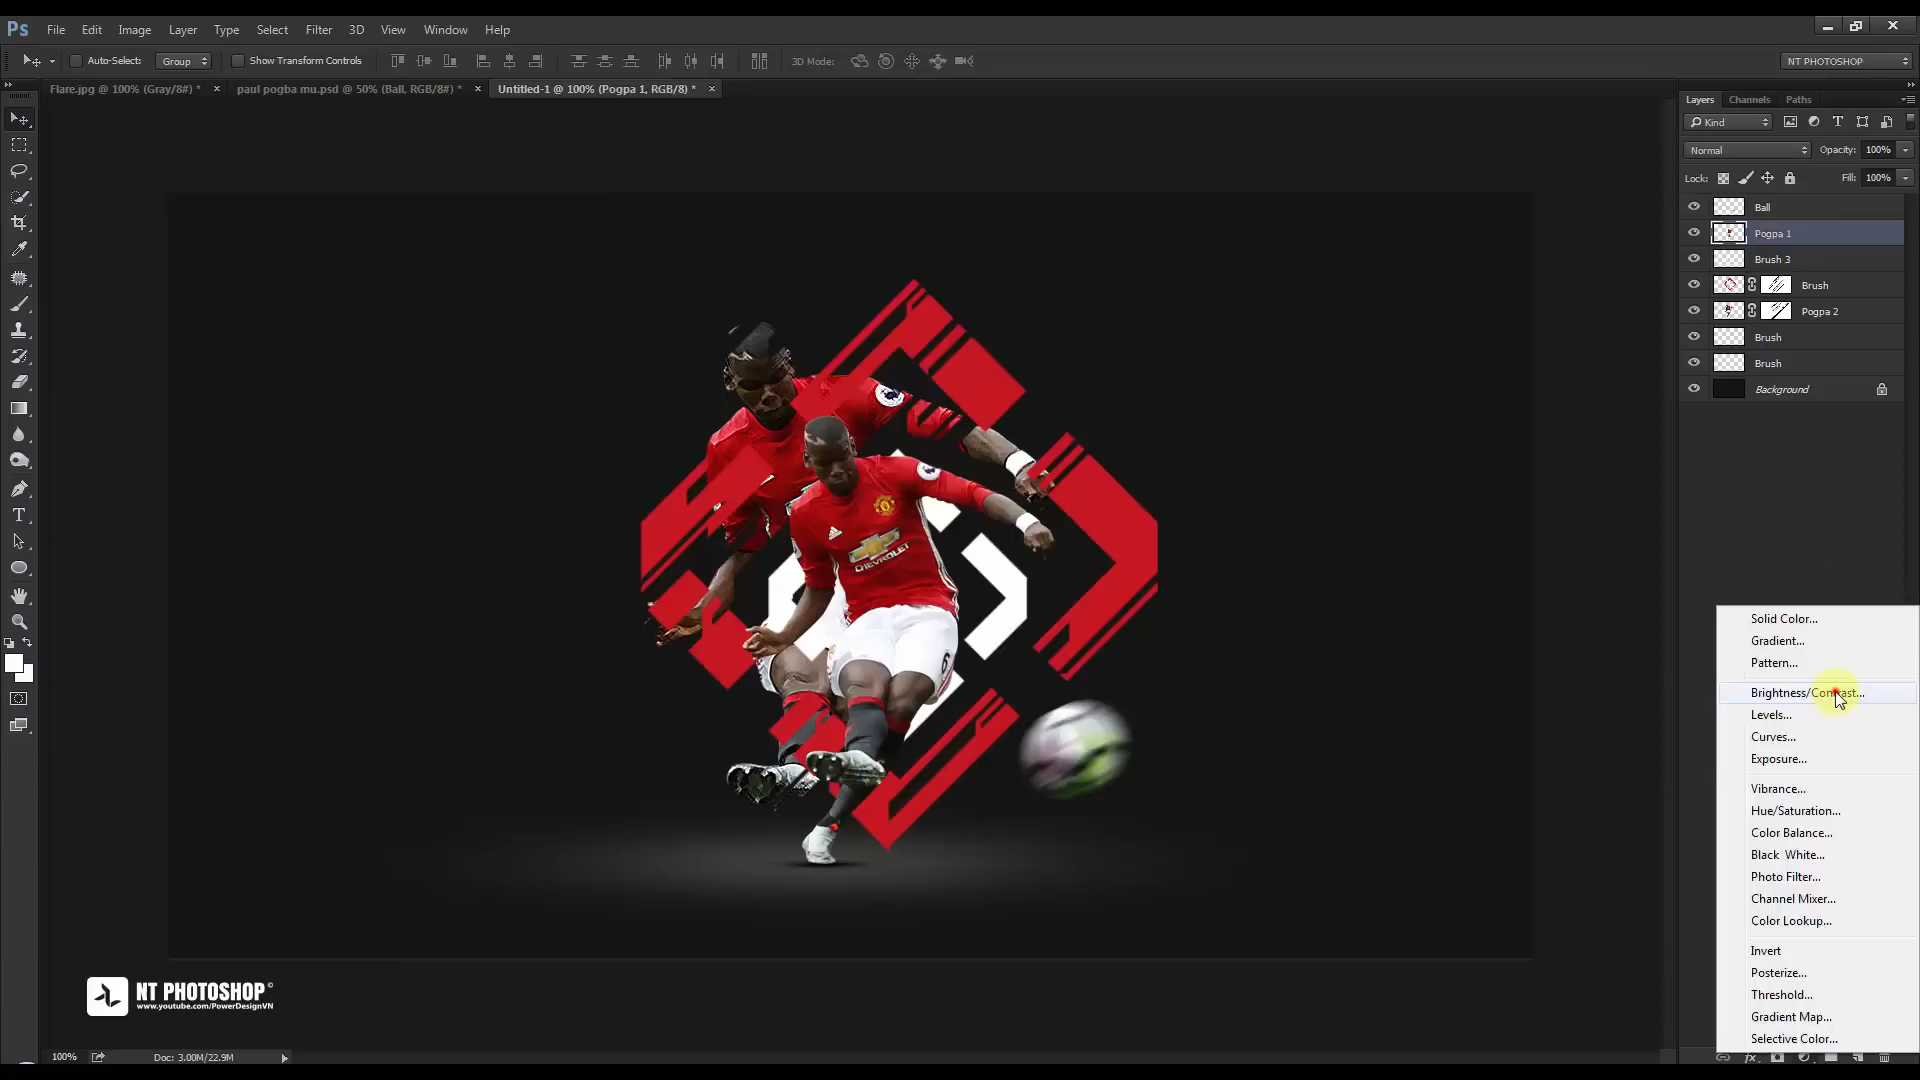 Ps File Edit Image Layer Type Select Filter 3D View Window Help
Auto-Select: Group Show Transform Controls 3D Mode: NT PHOTOSHOP
Flare.jpg @ 100% (Gray/8#) * × paul pogba mu.psd @ 50% (Ball, RGB/8#) * × Untitled-1 @ 100% (Pogpa 1, RGB/8) * ×
Layers Channels Paths
Kind
Normal Opacity: 100%
Lock: Fill: 100%
Ball
Pogpa 1
Brush 3
Brush
Pogpa 2
Brush
Brush
Background
CHEVROLET
6
Solid Color...
Gradient...
Pattern...
Brightness/Contrast...
Levels...
Curves...
Exposure...
Vibrance...
Hue/Saturation...
Color Balance...
Black White...
Photo Filter...
Channel Mixer...
Color Lookup...
Invert
Posterize...
Threshold...
Gradient Map...
Selective Color...
NT PHOTOSHOP©
www.youtube.com/PowerDesignVN
100% Doc: 3.00M/22.9M